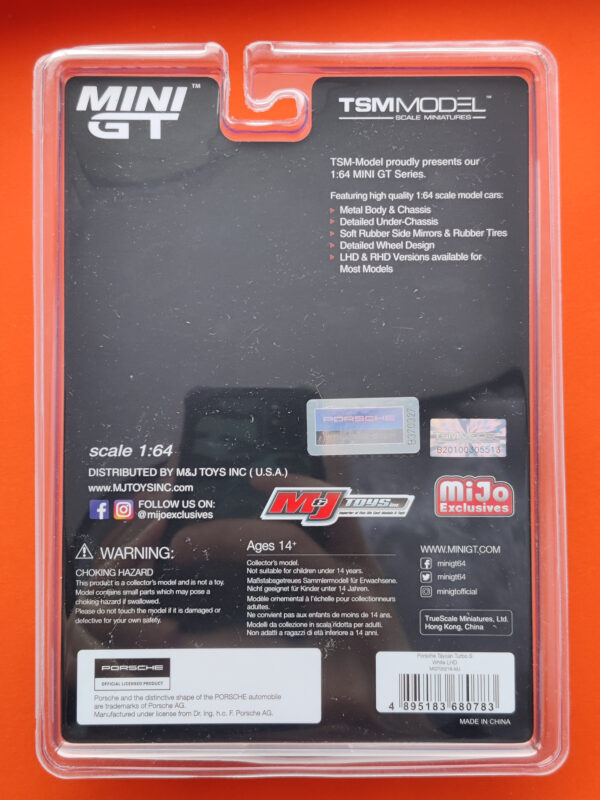 MINI GT ™
TSMMODEL ™
SCALE MINIATURES
TSM-Model proudly presents our
1:64 MINI GT Series.
Featuring high quality 1:64 scale model cars:
Metal Body & Chassis
Detailed Under-Chassis
Soft Rubber Side Mirrors & Rubber Tires
Detailed Wheel Design
LHD & RHD Versions available for
Most Models
PORSCHE
B370327
TSMMODEL
B20100305513
scale 1:64
DISTRIBUTED BY M&J TOYS INC ( U.S.A.)
www.MJTOYSINC.com
FOLLOW US ON:
@mijoexclusives
M&J TOYS Inc
MiJo
Exclusives
WARNING:
CHOKING HAZARD
This product is a collector's model and is not a toy.
Model contains small parts which may pose a
choking hazard if swallowed.
Please do not touch the model if it is damaged or
defective for your own safety.
Ages 14+
Collector's model.
Not suitable for children under 14 years.
Maßstabsgetreues Sammlermodell für Erwachsene.
Nicht geeignet für Kinder unter 14 Jahren.
Modèle ornemental à l'échelle pour collectionneurs
adultes.
Ne convient pas aux enfants de moins de 14 ans.
Modelli da collezione in scala ridotta per adulti.
Non adatti a ragazzi di età inferiore a 14 anni.
WWW.MINIGT.COM
minigt64
minigt64
minigtofficial
TrueScale Miniatures, Ltd.
Hong Kong, China
PORSCHE
OFFICIAL LICENSED PRODUCT
Porsche and the distinctive shape of the PORSCHE automobile
are trademarks of Porsche AG.
Manufactured under license from Dr. Ing. h.c. F. Porsche AG.
Porsche Taycan Turbo S
White LHD
4 895183 680783
MADE IN CHINA